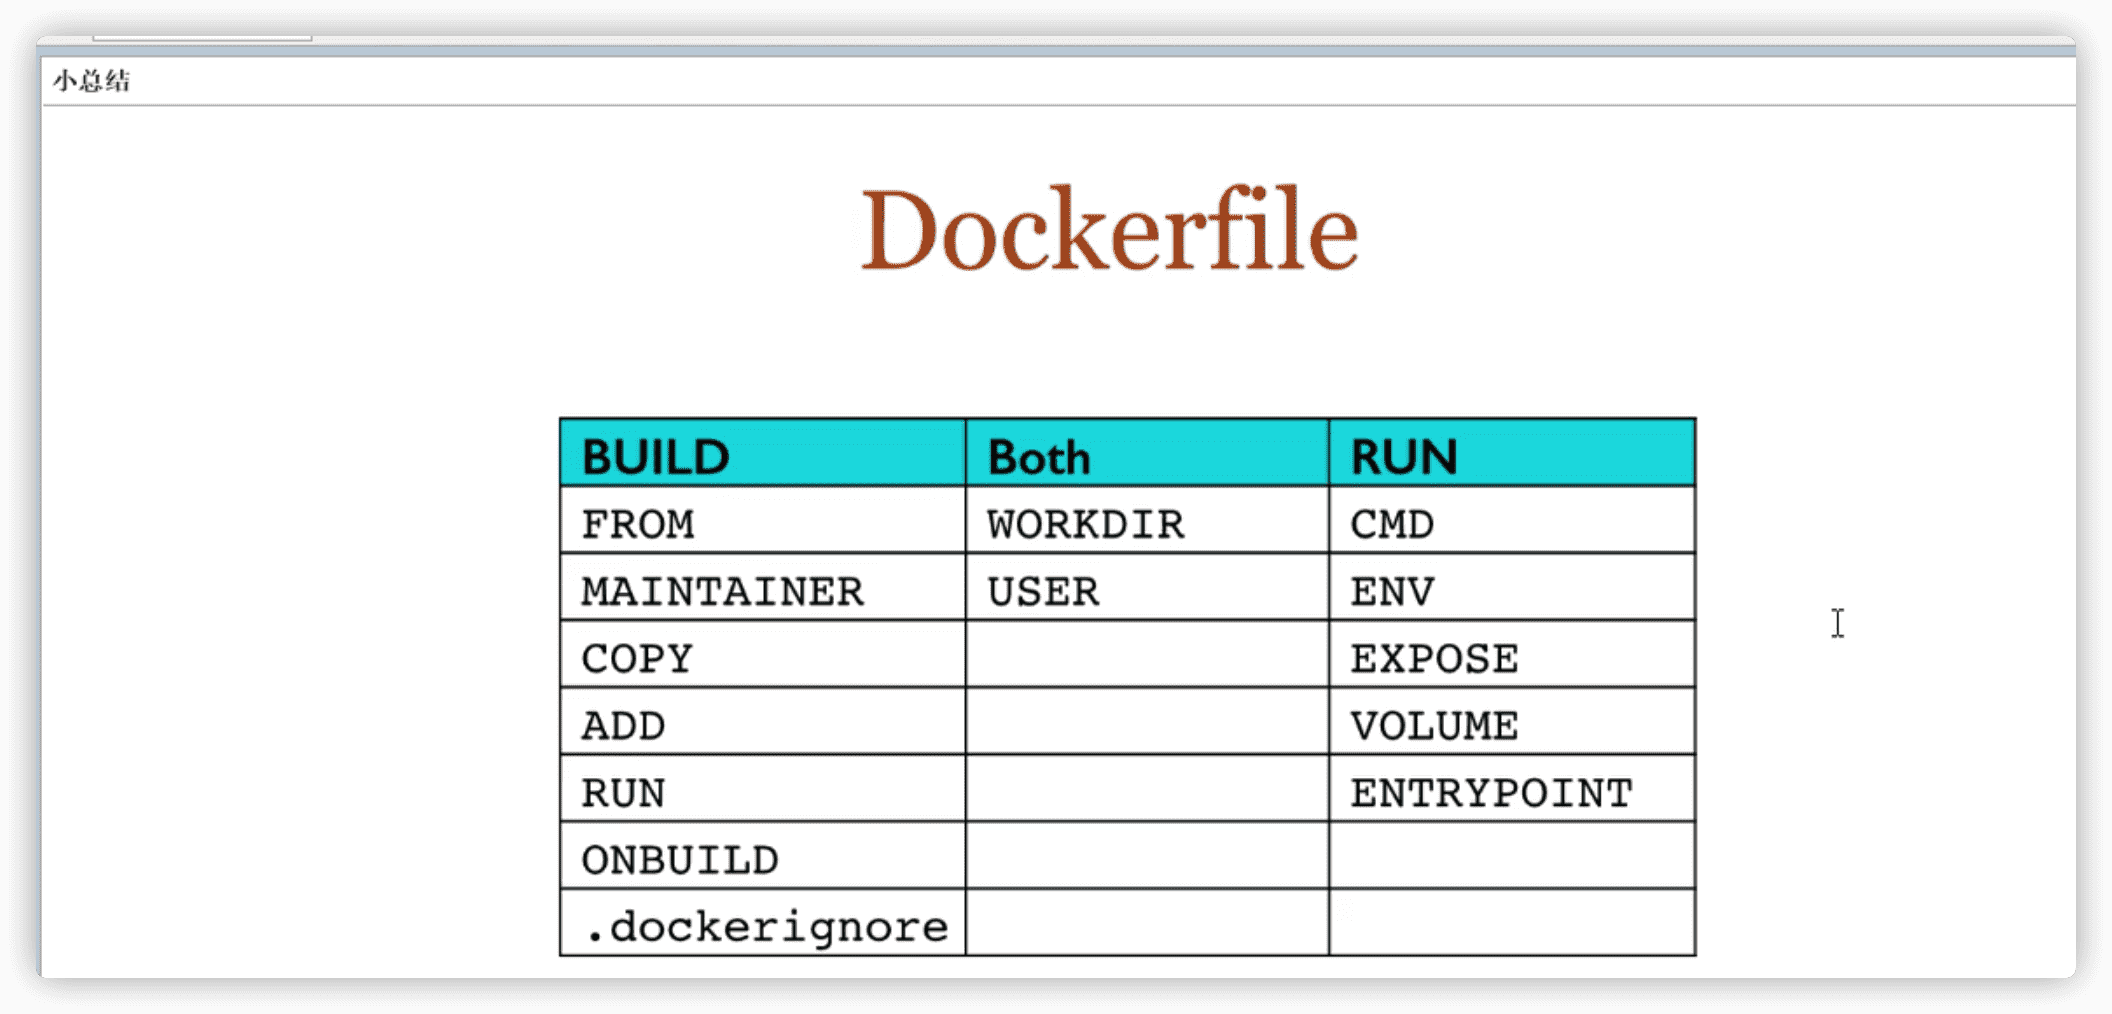 小总结
Dockerfile
BUILD Both RUN
FROM WORKDIR CMD
MAINTAINER USER ENV
COPY EXPOSE
ADD VOLUME
RUN ENTRYPOINT
ONBUILD
.dockerignore